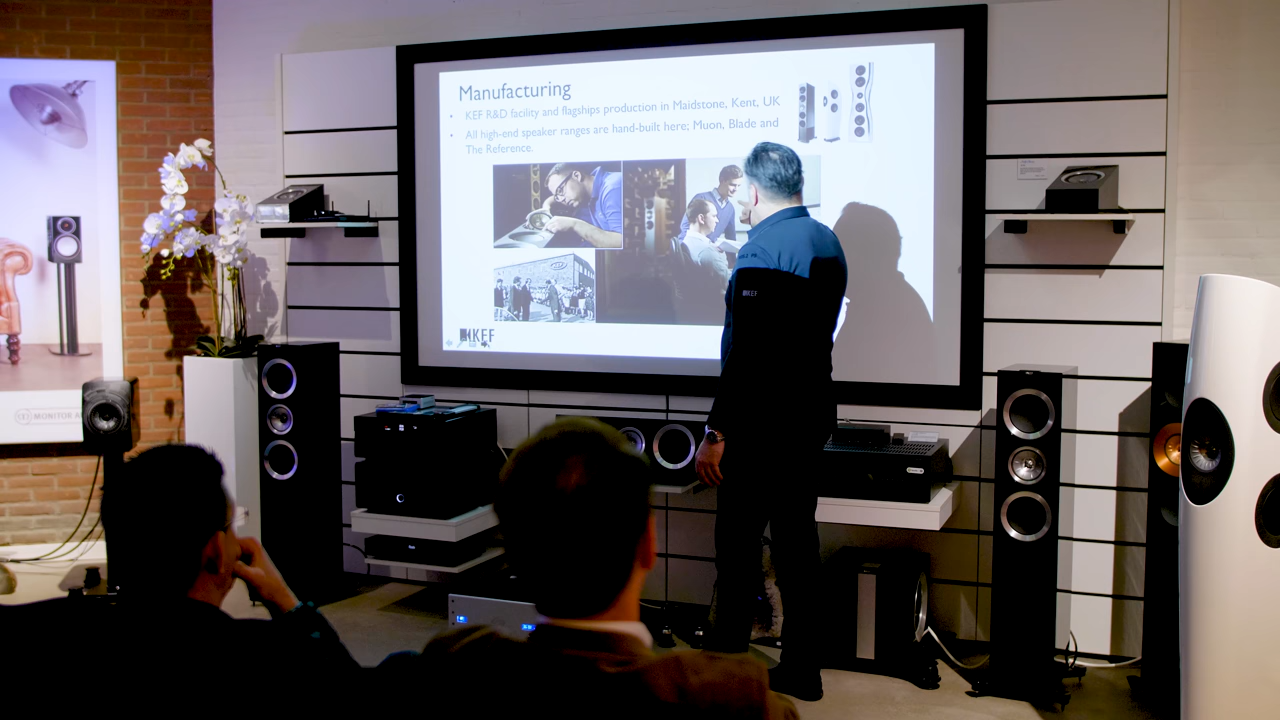 Manufacturing
• KEF R&D facility and flagships production in Maidstone, Kent, UK
• All high-end speaker ranges are hand-built here; Muon, Blade and
The Reference.
KEF
KEF
MONITOR